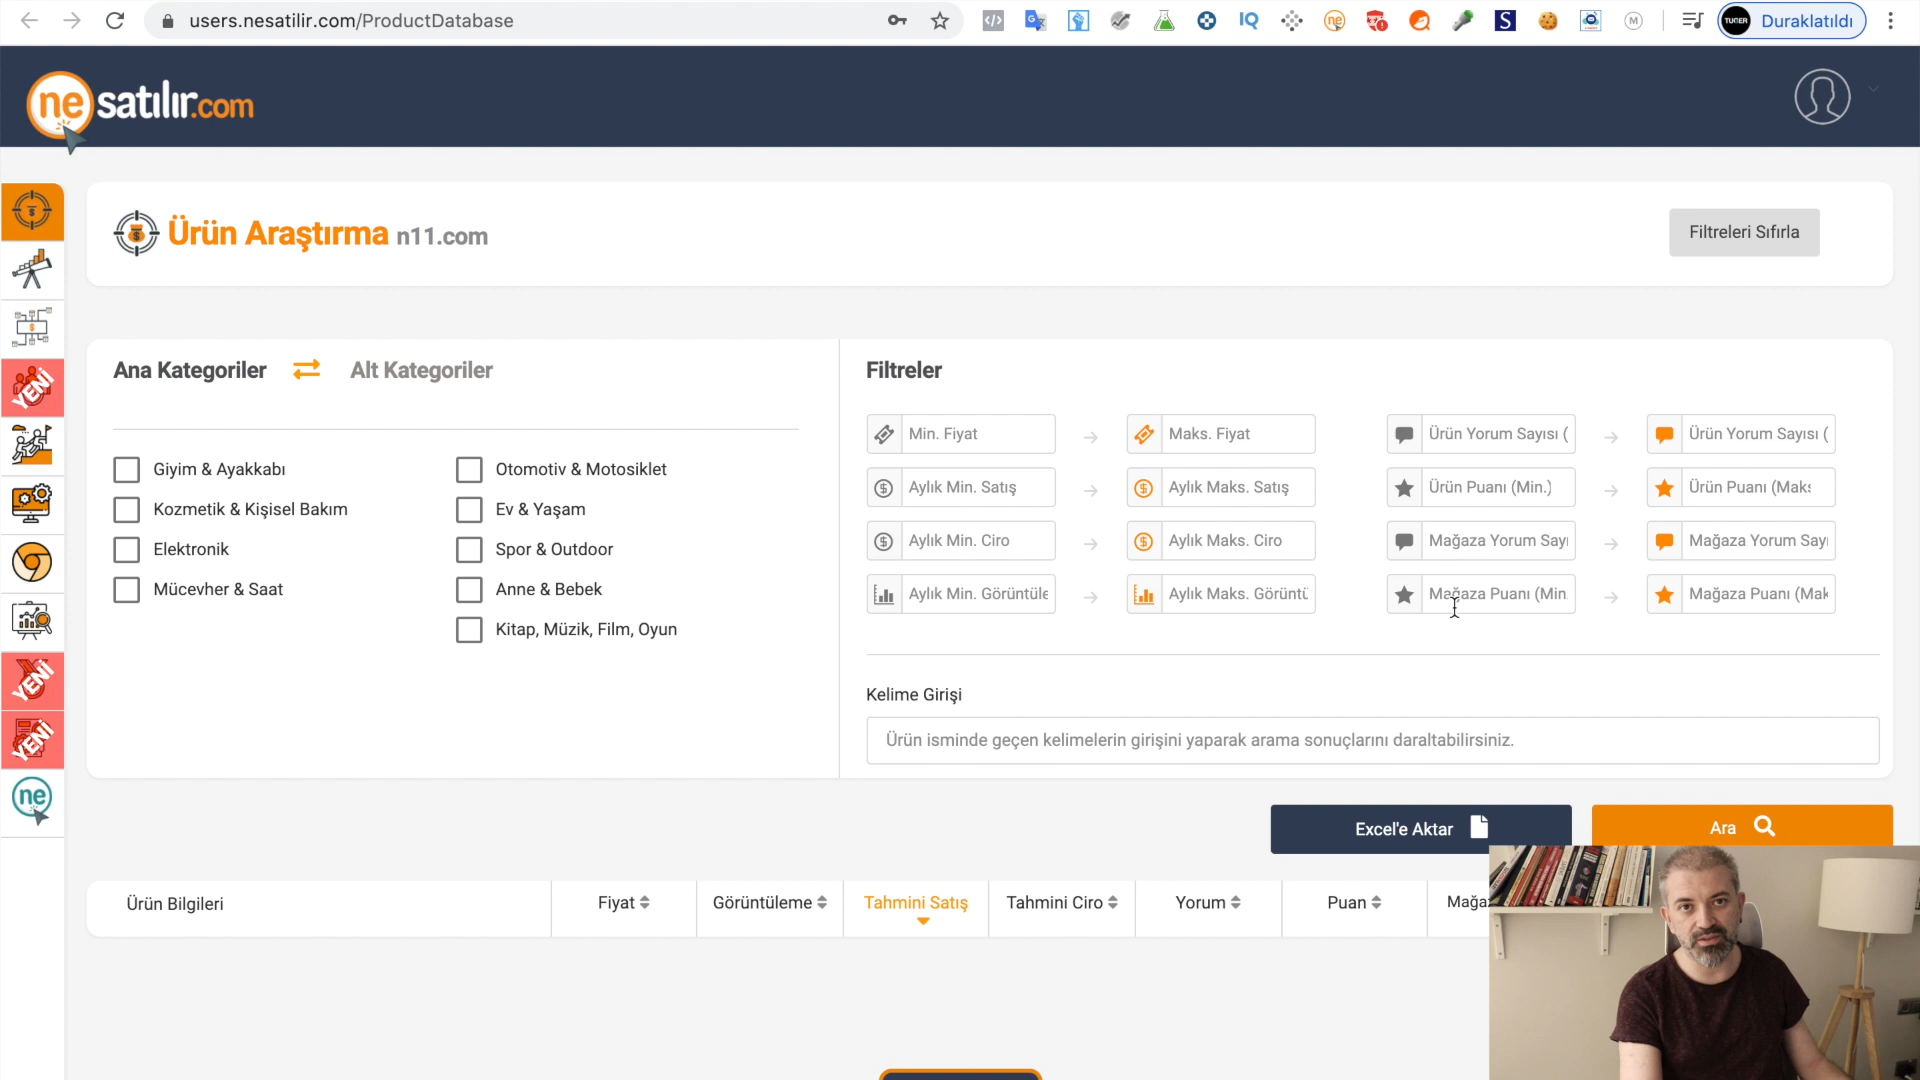 users.nesatilir.com/ProductDatabase
IQ
ne
S
M
TUNER
Duraklatıldı
ne satılır.com
Ürün Araştırma n11.com
Filtreleri Sıfırla
YENİ
YENİ
YENİ
ne
Ana Kategoriler
Alt Kategoriler
Giyim & Ayakkabı
Kozmetik & Kişisel Bakım
Elektronik
Mücevher & Saat
Otomotiv & Motosiklet
Ev & Yaşam
Spor & Outdoor
Anne & Bebek
Kitap, Müzik, Film, Oyun
Filtreler
Min. Fiyat
Maks. Fiyat
Ürün Yorum Sayısı (
Ürün Yorum Sayısı (
Aylık Min. Satış
Aylık Maks. Satış
Ürün Puanı (Min.)
Ürün Puanı (Maks
Aylık Min. Ciro
Aylık Maks. Ciro
Mağaza Yorum Sayı
Mağaza Yorum Sayı
Aylık Min. Görüntüle
Aylık Maks. Görüntü
Mağaza Puanı (Min.
Mağaza Puanı (Mak
Kelime Girişi
Ürün isminde geçen kelimelerin girişini yaparak arama sonuçlarını daraltabilirsiniz.
Excel'e Aktar
Ara
Ürün Bilgileri
Fiyat
Görüntüleme
Tahmini Satış
Tahmini Ciro
Yorum
Puan
Mağaz